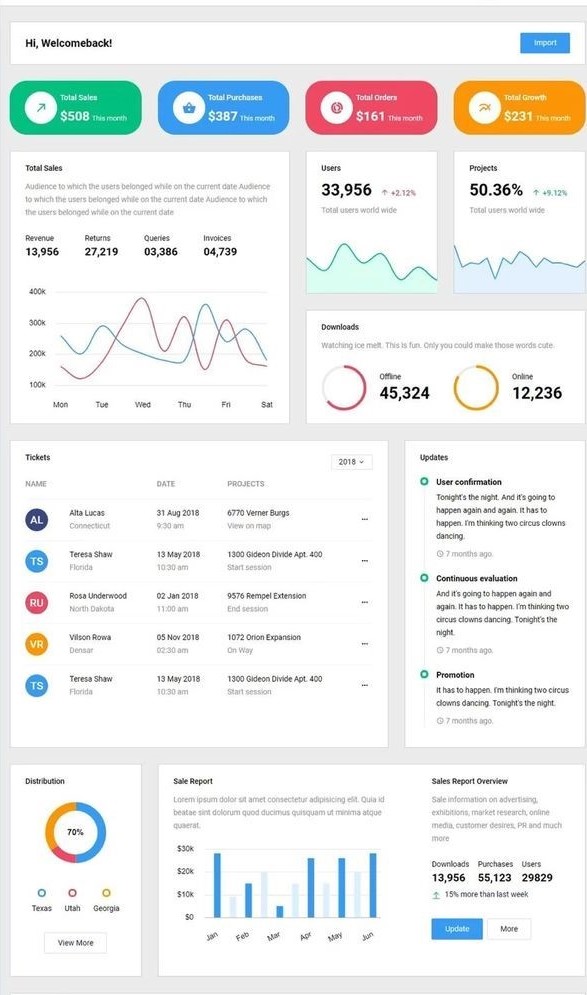 Hi, Welcomeback!
Import
Total Sales
$508 This month
Total Purchases
$387 This month
Total Orders
$161 This month
Total Growth
$231 This month
Total Sales
Audience to which the users belonged while on the current date Audience
to which the users belonged while on the current date Audience to which
the users belonged while on the current date
Revenue Returns Queries Invoices
13,956 27,219 03,386 04,739
400k
300k
200k
100k
Mon Tue Wed Thu Fri Sat
Users
33,956 +2.12%
Total users world wide
Projects
50.36% +9.12%
Total users world wide
Downloads
Watching ice melt. This is fun. Only you could make those words cute.
Offline
45,324
Online
12,236
Tickets
2018
NAME DATE PROJECTS
AL Alta Lucas 31 Aug 2018 6770 Verner Burgs ...
Connecticut 9:30 am View on map
TS Teresa Shaw 13 May 2018 1300 Gideon Divide Apt. 400 ...
Florida 10:30 am Start session
RU Rosa Underwood 02 Jan 2018 9576 Rempel Extension ...
North Dakota 11:00 am End session
VR Vilson Rowa 05 Nov 2018 1072 Orion Expansion ...
Densar 02:30 am On Way
TS Teresa Shaw 13 May 2018 1300 Gideon Divide Apt. 400 ...
Florida 10:30 am Start session
Updates
User confirmation
Tonight's the night. And it's going to
happen again and again. It has to
happen. I'm thinking two circus clowns
dancing.
7 months ago.
Continuous evaluation
And it's going to happen again and
again. It has to happen. I'm thinking two
circus clowns dancing. Tonight's the
night.
7 months ago.
Promotion
It has to happen. I'm thinking two circus
clowns dancing. Tonight's the night.
7 months ago.
Distribution
70%
Texas Utah Georgia
View More
Sale Report
Lorem ipsum dolor sit amet consectetur adipisicing elit. Quia id
beatae sint dolorum quod ducimus quisquam ut minima atque
quaerat.
$30k
$20k
$10k
$0
Jan Feb Mar Apr May Jun
Sales Report Overview
Sale information on advertising,
exhibitions, market research, online
media, customer desires, PR and much
more
Downloads Purchases Users
13,956 55,123 29829
15% more than last week
Update More